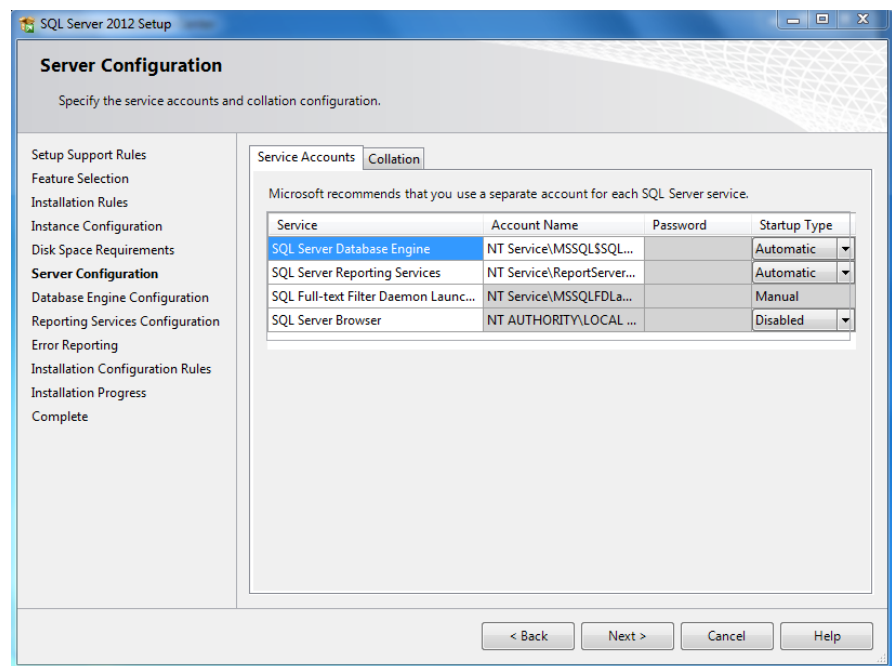 SQL Server 2012 Setup
Server Configuration
Specify the service accounts and collation configuration.
Setup Support Rules
Feature Selection
Installation Rules
Instance Configuration
Disk Space Requirements
Server Configuration
Database Engine Configuration
Reporting Services Configuration
Error Reporting
Installation Configuration Rules
Installation Progress
Complete
Service Accounts Collation
Microsoft recommends that you use a separate account for each SQL Server service.
Service Account Name Password Startup Type
SQL Server Database Engine NT Service\MSSQL$SQL... Automatic
SQL Server Reporting Services NT Service\ReportServer... Automatic
SQL Full-text Filter Daemon Launc... NT Service\MSSQLFDLa... Manual
SQL Server Browser NT AUTHORITY\LOCAL ... Disabled
< Back Next > Cancel Help